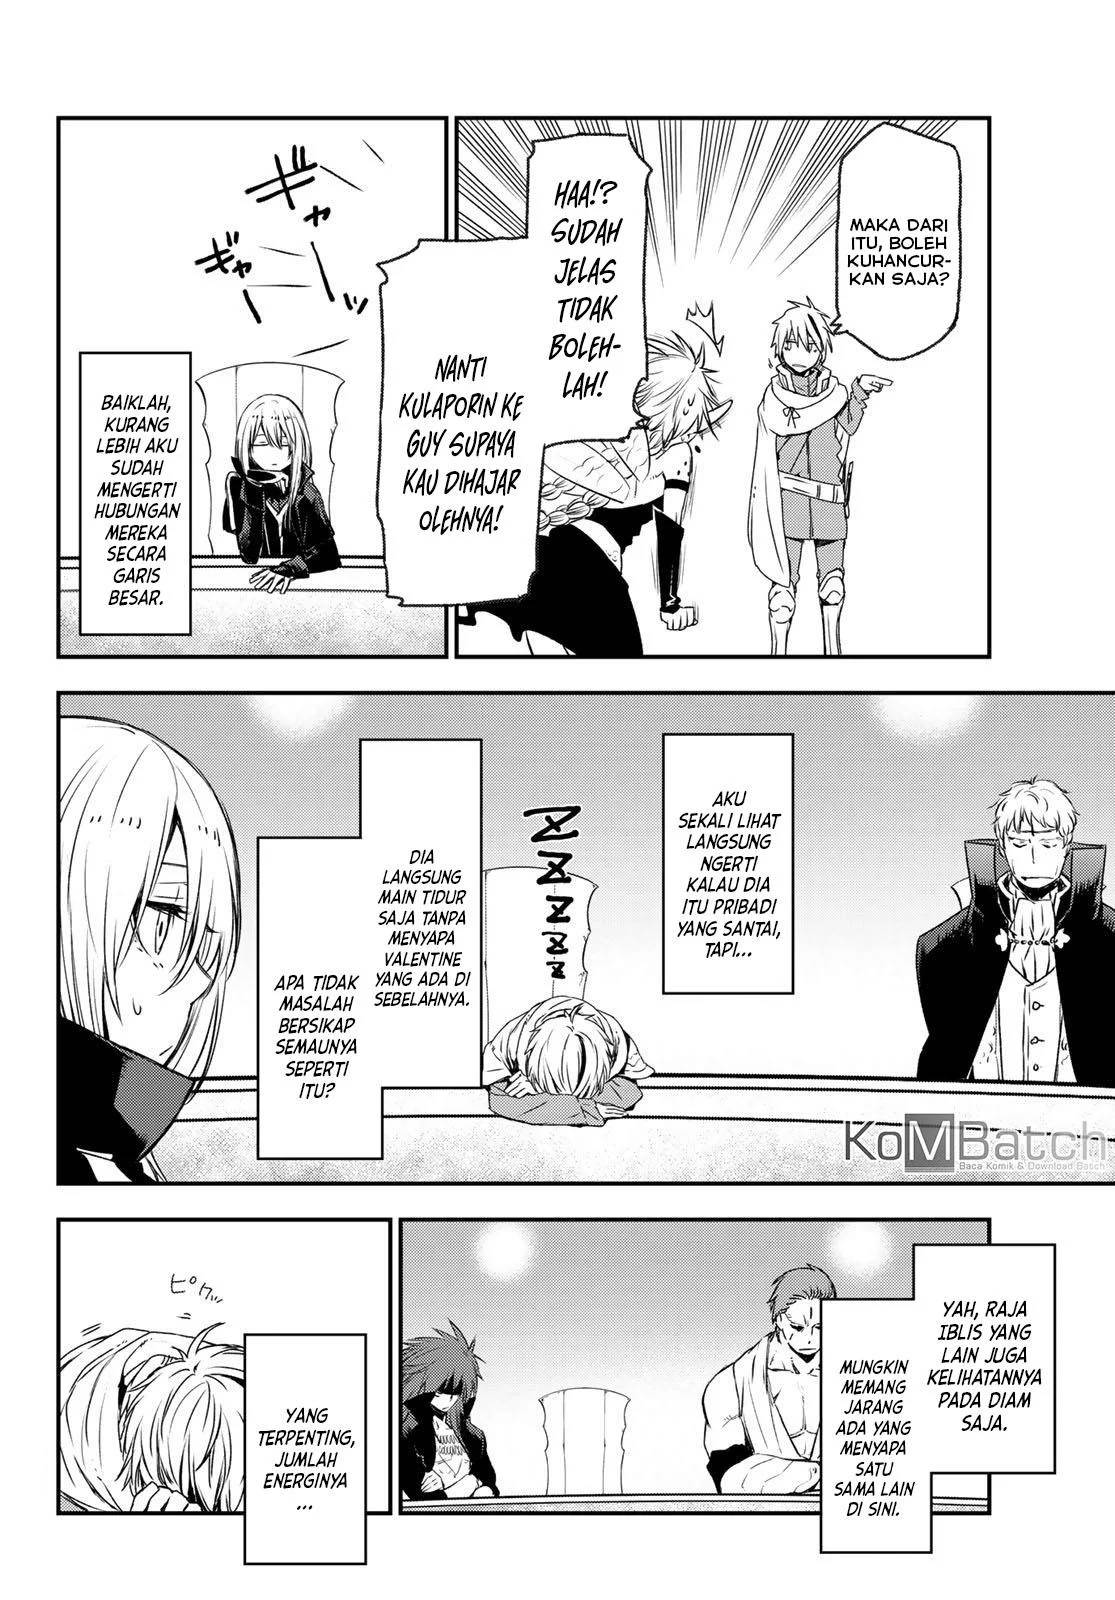 MAKA DARI
ITU, BOLEH
KUHANCUR-
KAN SAJA?
HAA!?
SUDAH
JELAS
TIDAK
BOLEH-
LAH!
NANTI
KULAPORIN KE
GUY SUPAYA
KAU DIHAJAR
OLEHNYA!
ギャー
ギャー
BAIKLAH,
KURANG
LEBIH AKU
SUDAH
MENGERTI
HUBUNGAN
MEREKA
SECARA
GARIS
BESAR.
AKU
SEKALI LIHAT
LANGSUNG
NGERTI
KALAU DIA
ITU PRIBADI
YANG SANTAI,
TAPI...
Z
Z
Z
Z
Z
DIA
LANGSUNG
MAIN TIDUR
SAJA TANPA
MENYAPA
VALENTINE
YANG ADA DI
SEBELAHNYA.
APA TIDAK
MASALAH
BERSIKAP
SEMAUNYA
SEPERTI
ITU?
KoMBatch
Baca Komik & Download Batch
YAH, RAJA
IBLIS YANG
LAIN JUGA
KELIHATANNYA
PADA DIAM
SAJA.
MUNGKIN
MEMANG
JARANG
ADA YANG
MENYAPA
SATU
SAMA LAIN
DI SINI.
ピクッ
YANG
TERPENTING,
JUMLAH
ENERGINYA
...